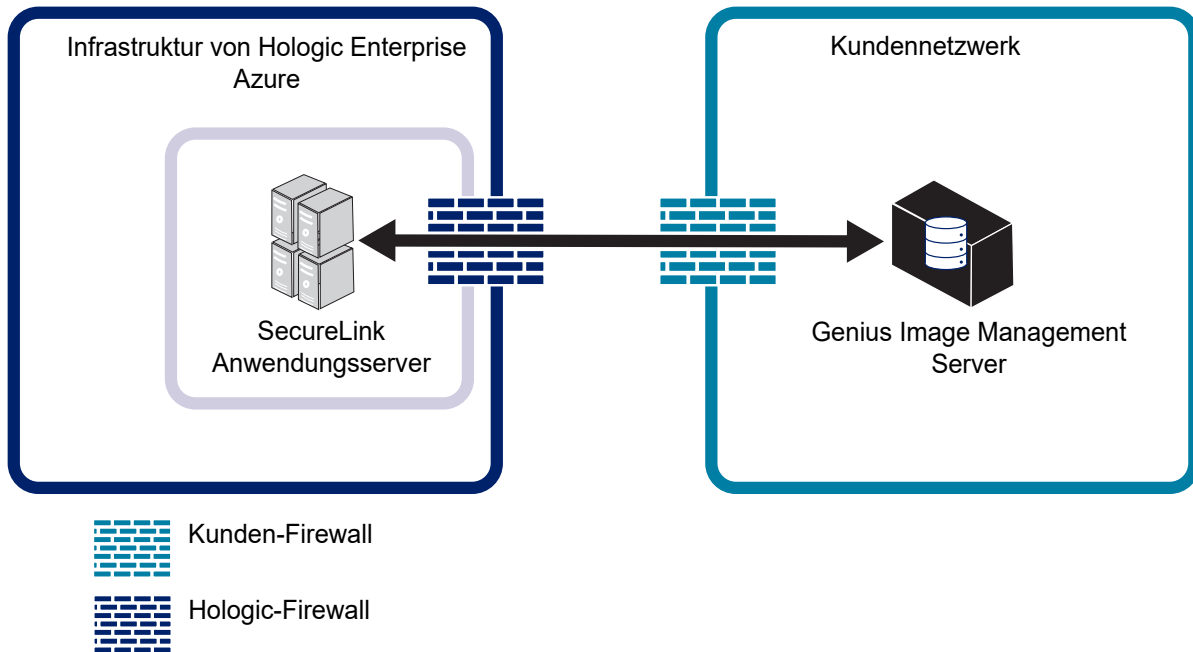 Infrastruktur von Hologic Enterprise
Azure
Kundennetzwerk
SecureLink
Anwendungsserver
Genius Image Management
Server
Kunden-Firewall
Hologic-Firewall